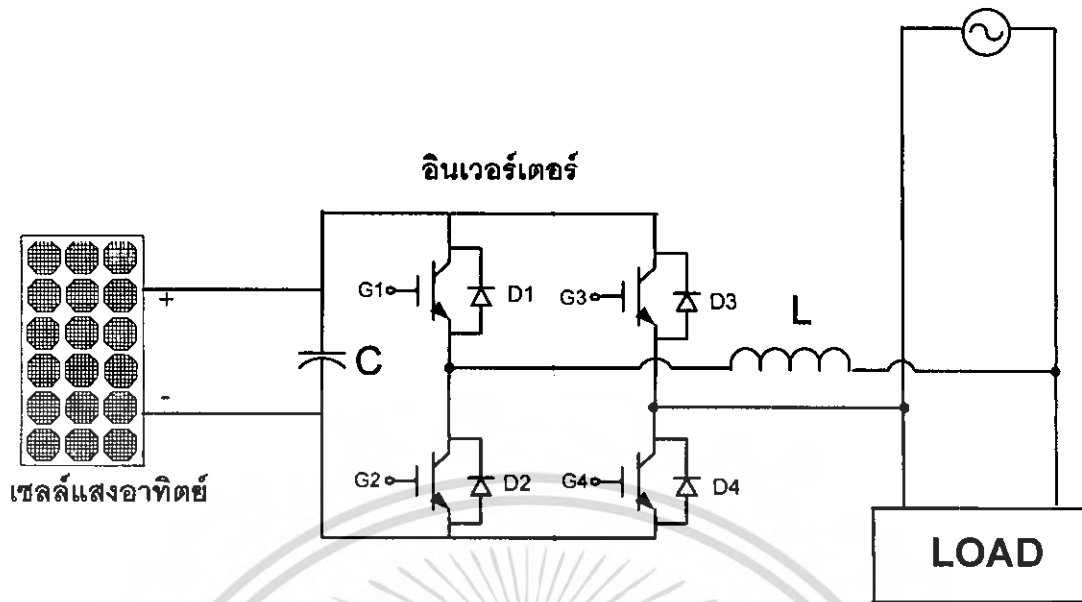 อินเวอร์เตอร์
+
-
เซลล์แสงอาทิตย์
C
G1
D1
G3
D3
L
G2
D2
G4
D4
LOAD